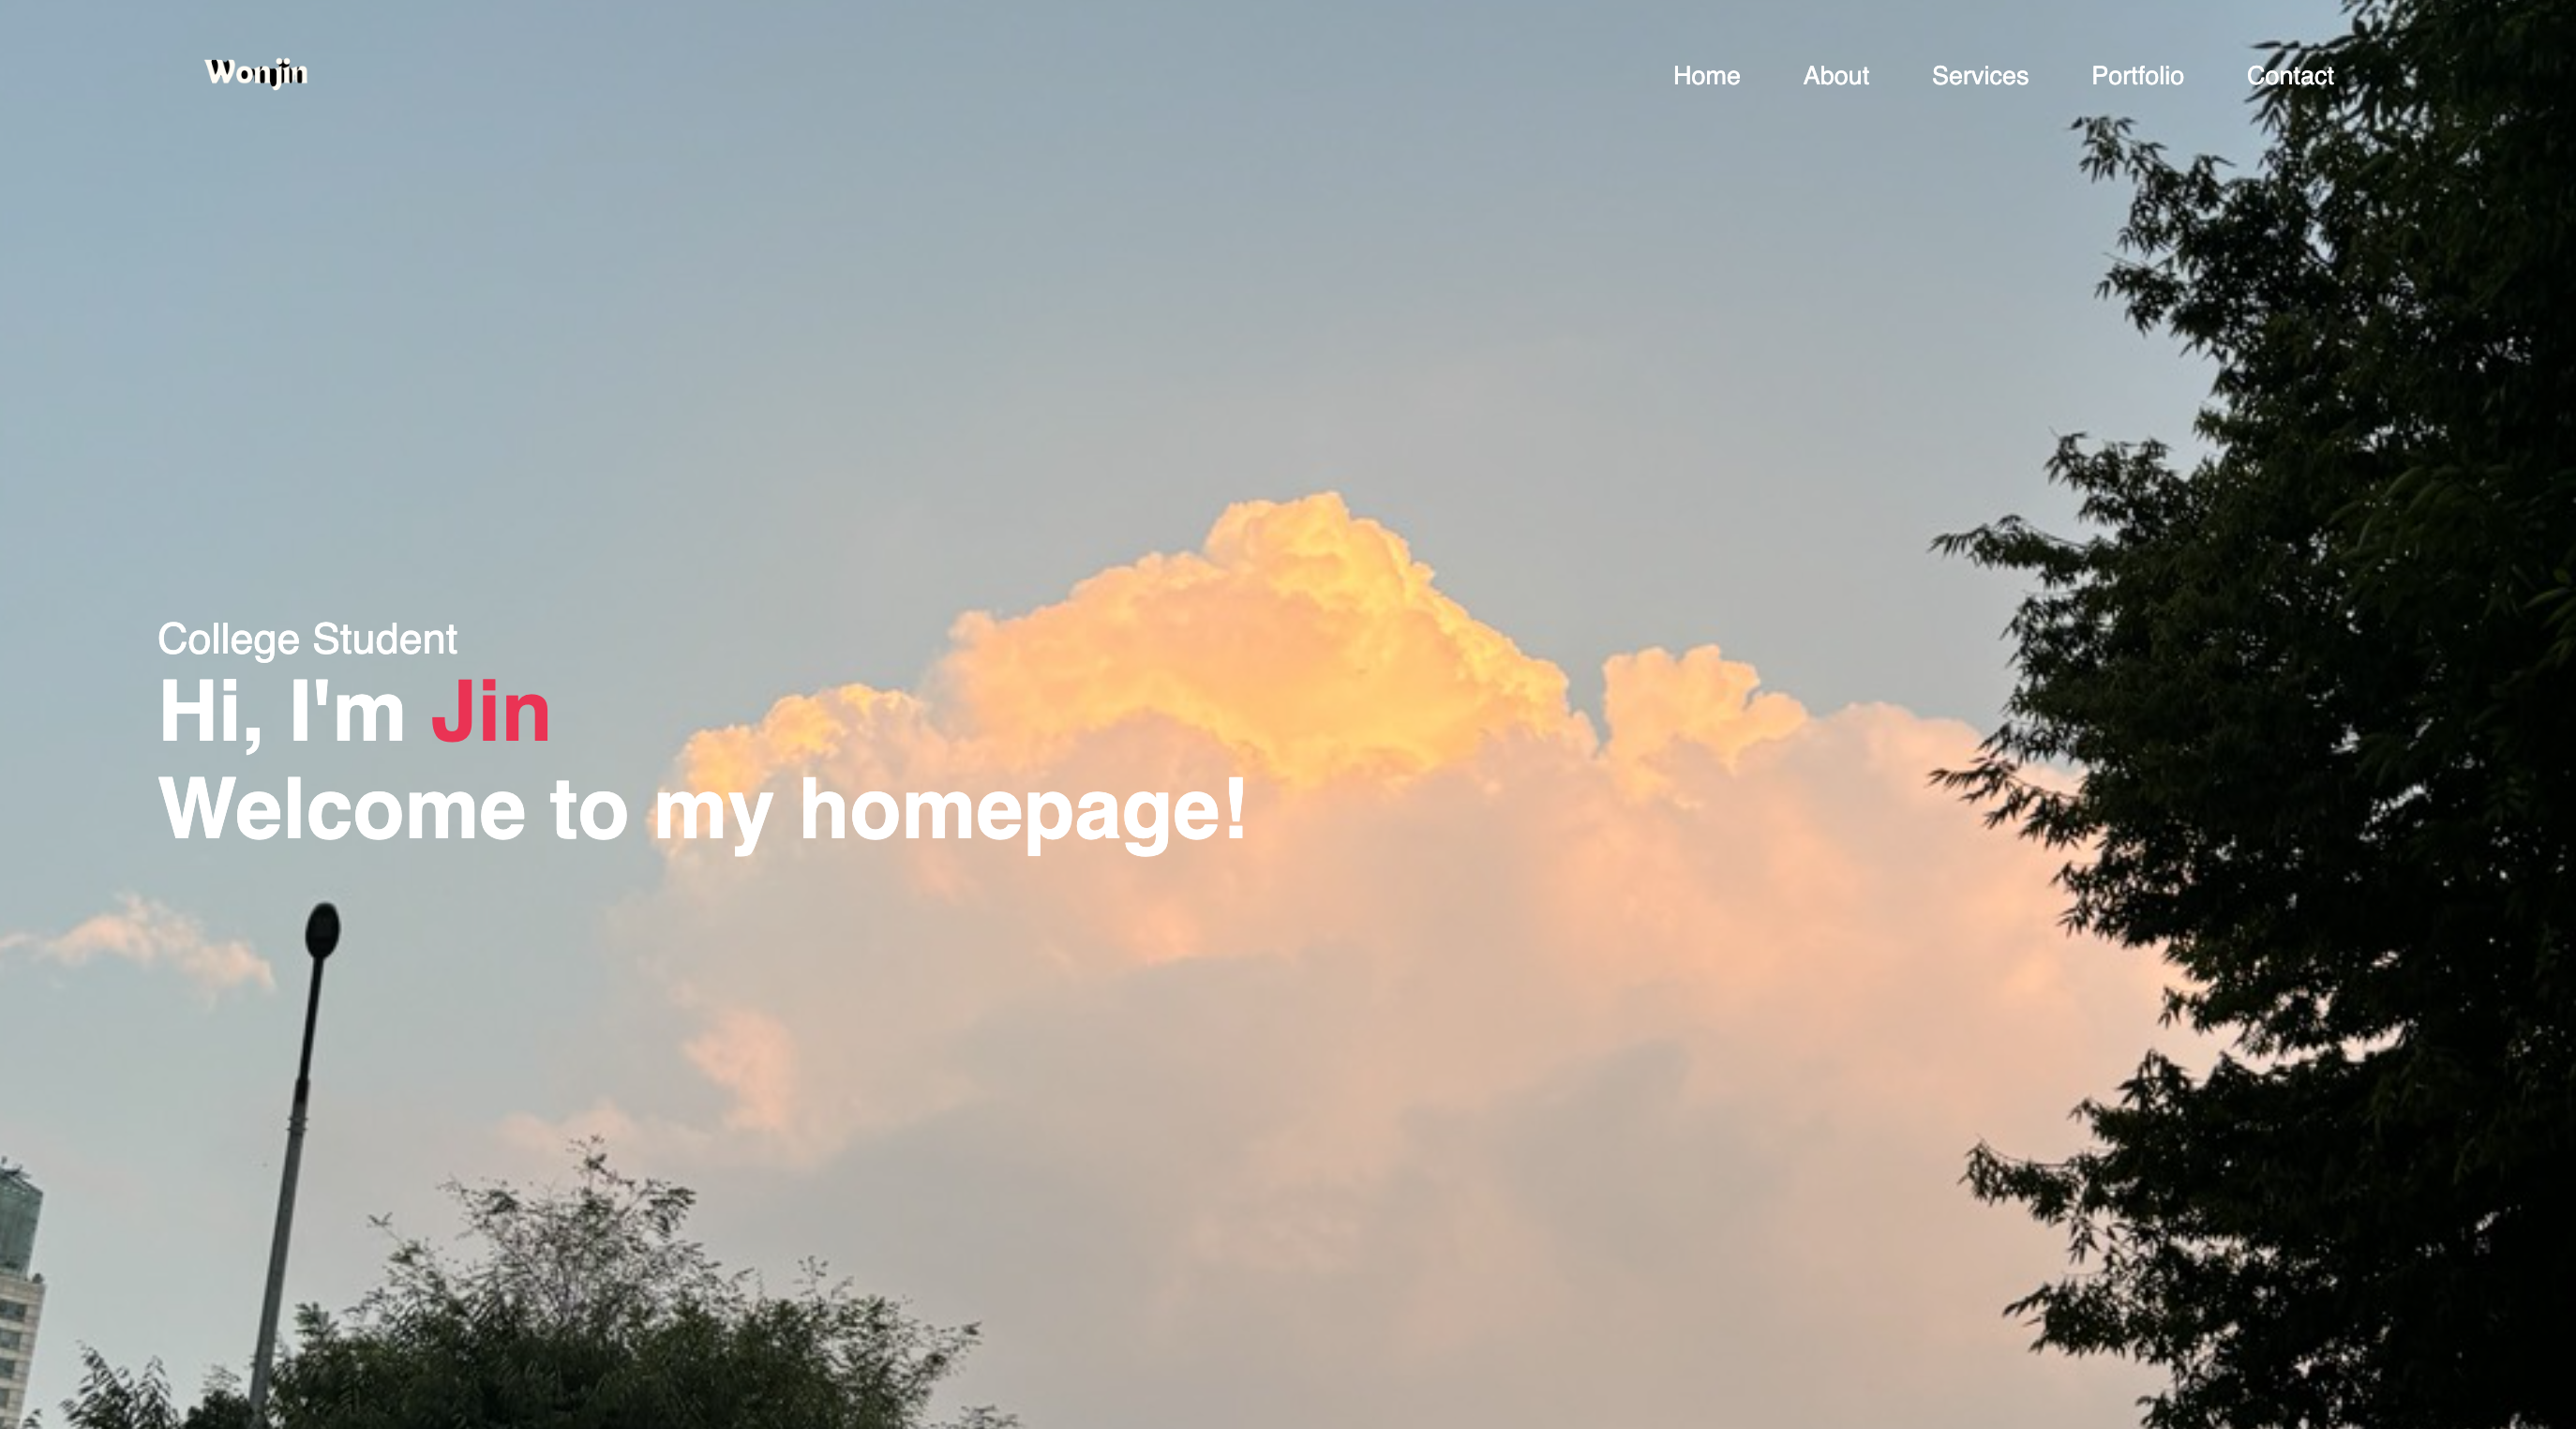 Wonjin
Home About Services Portfolio Contact
College Student
Hi, I'm Jin
Welcome to my homepage!